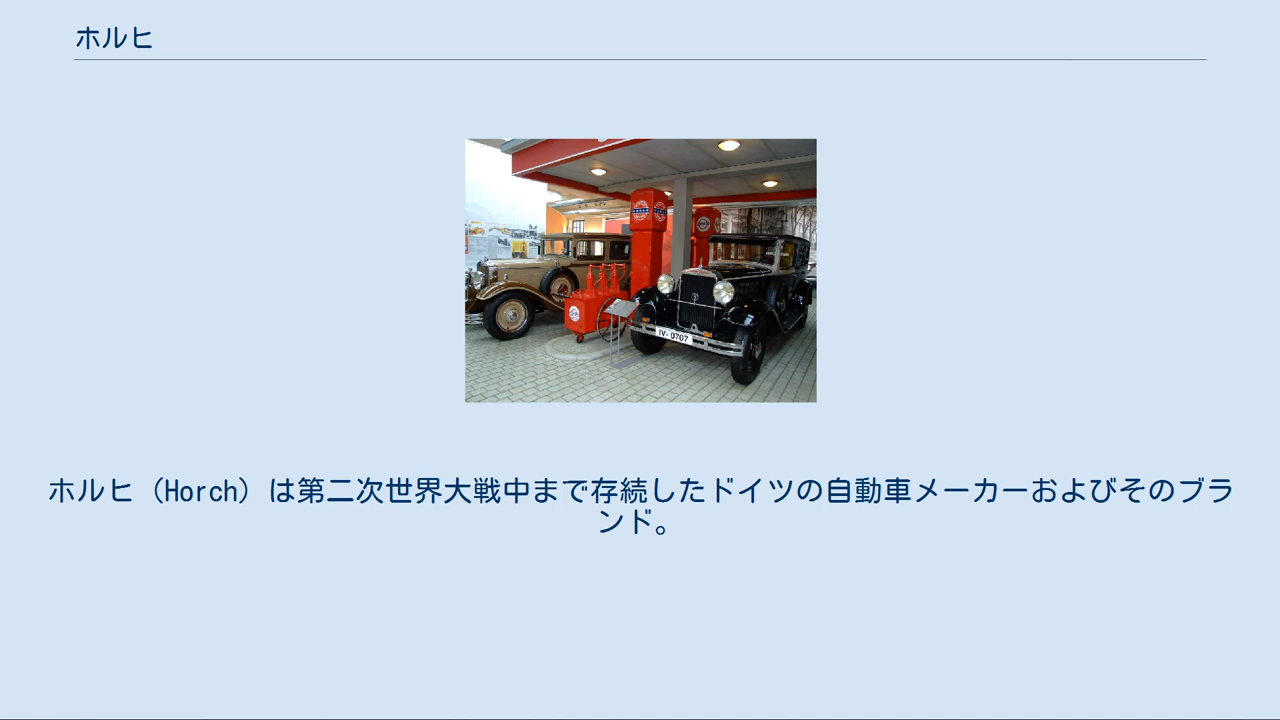 ホルヒ
IV-0707
ホルヒ（Horch）は第二次世界大戦中まで存続したドイツの自動車メーカーおよびそのブラ
ンド。